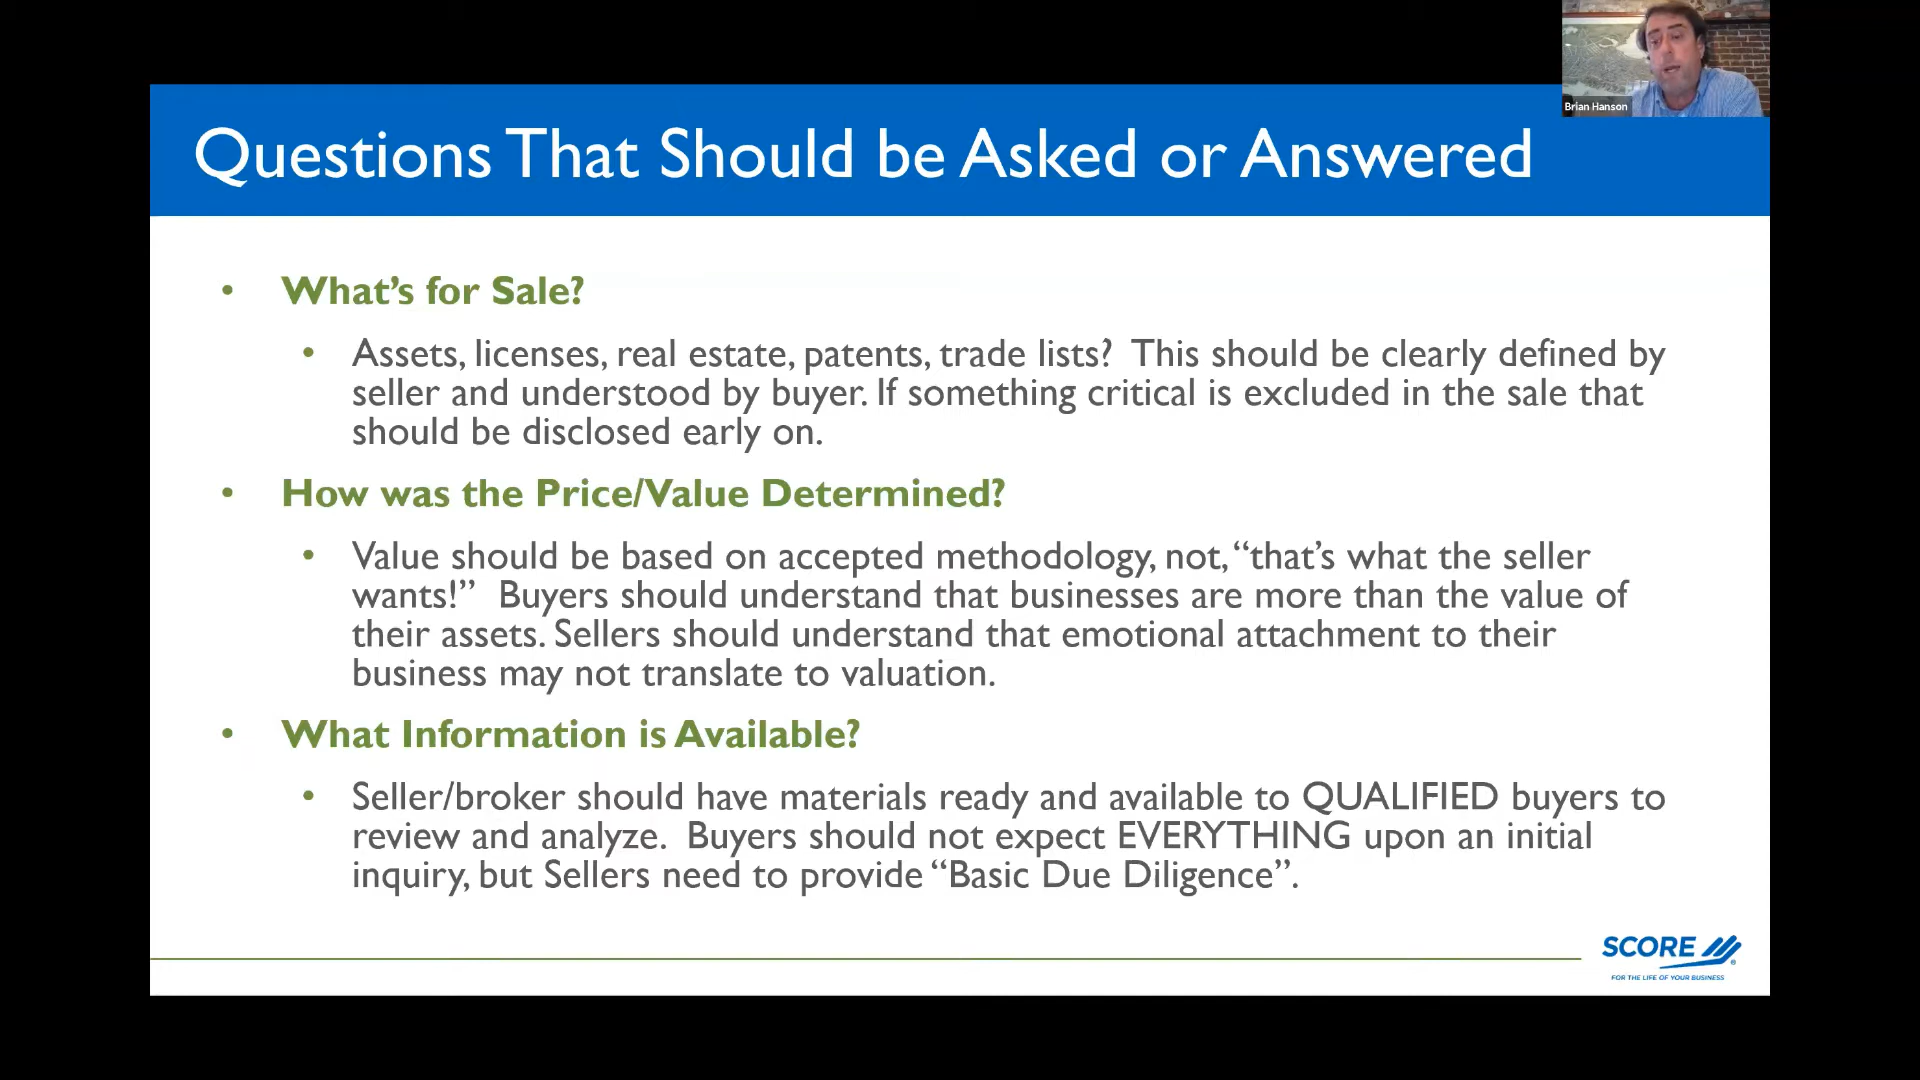 Brian Hanson
Questions That Should be Asked or Answered
• What's for Sale?
• Assets, licenses, real estate, patents, trade lists?  This should be clearly defined by
seller and understood by buyer. If something critical is excluded in the sale that
should be disclosed early on.
• How was the Price/Value Determined?
• Value should be based on accepted methodology, not, “that’s what the seller
wants!”  Buyers should understand that businesses are more than the value of
their assets. Sellers should understand that emotional attachment to their
business may not translate to valuation.
• What Information is Available?
• Seller/broker should have materials ready and available to QUALIFIED buyers to
review and analyze.  Buyers should not expect EVERYTHING upon an initial
inquiry, but Sellers need to provide “Basic Due Diligence”.
SCORE
FOR THE LIFE OF YOUR BUSINESS